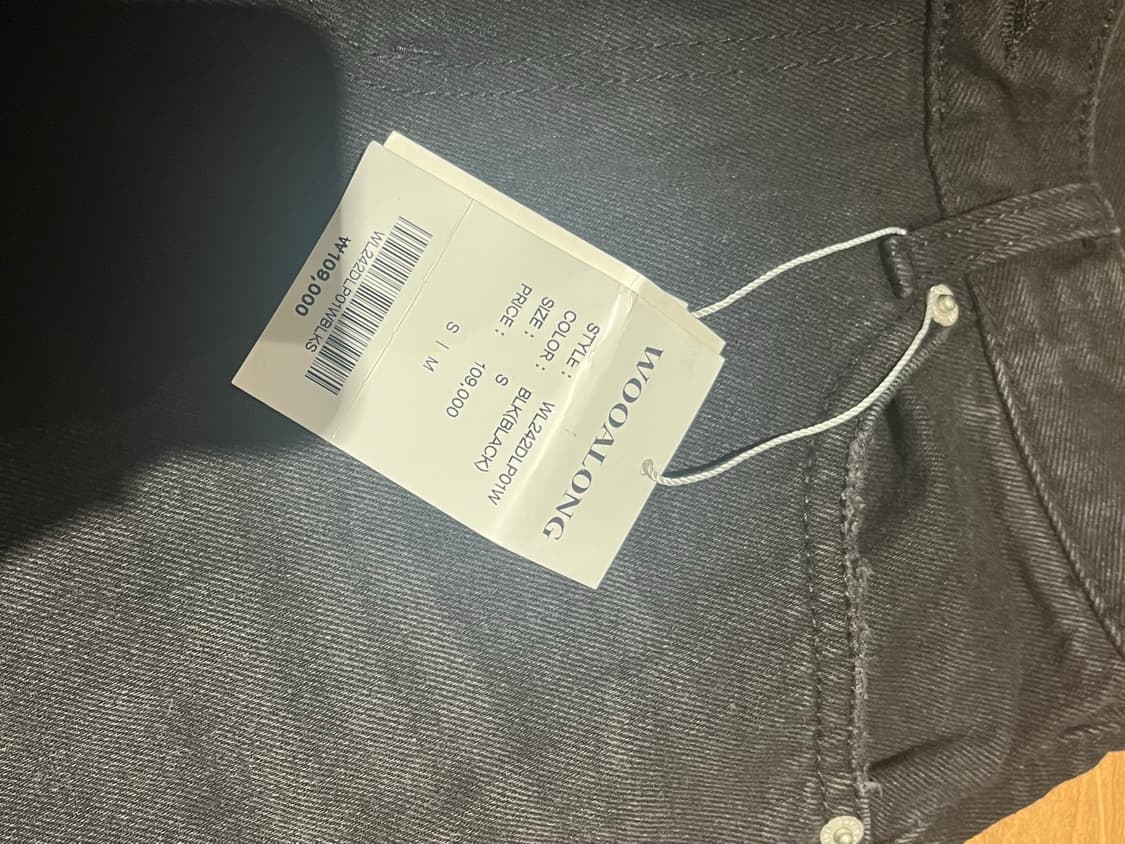 WOOALONG
STYLE : WL242DLP01W
COLOR : BLK(BLACK)
SIZE : S
PRICE : 109,000
S / M
WL242DLP01WBLKS
₩109,000